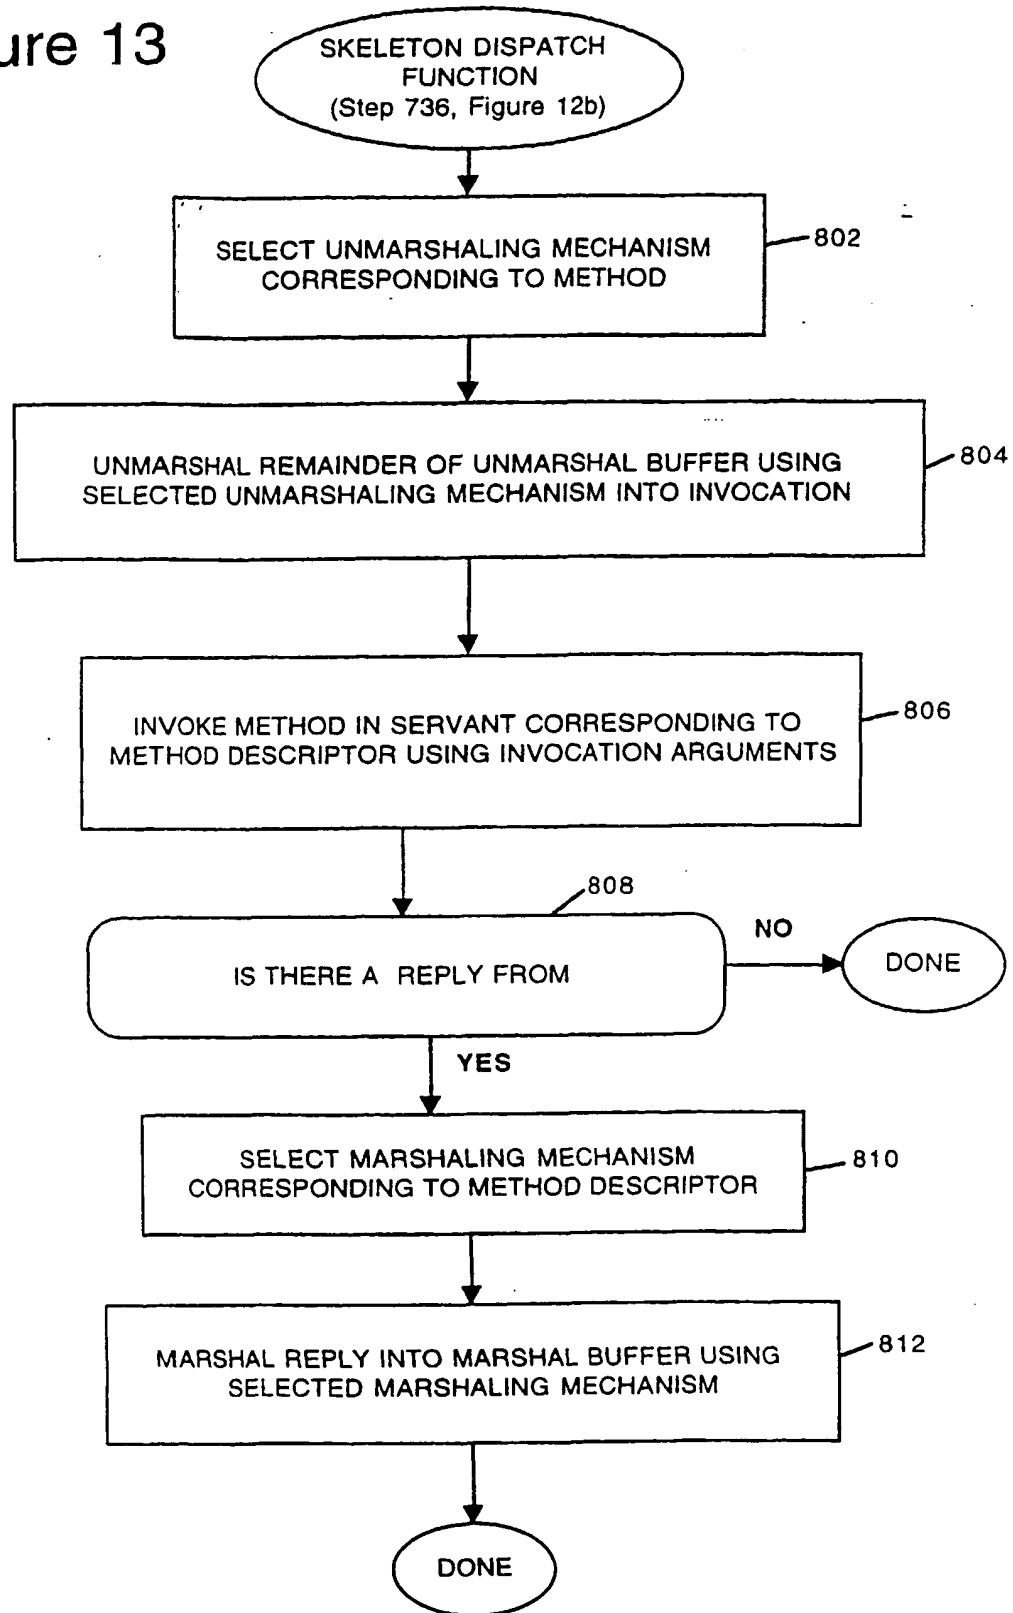 ure 13
SKELETON DISPATCH
FUNCTION
(Step 736, Figure 12b)
SELECT UNMARSHALING MECHANISM
CORRESPONDING TO METHOD
802
UNMARSHAL REMAINDER OF UNMARSHAL BUFFER USING
SELECTED UNMARSHALING MECHANISM INTO INVOCATION
804
INVOKE METHOD IN SERVANT CORRESPONDING TO
METHOD DESCRIPTOR USING INVOCATION ARGUMENTS
806
808
IS THERE A REPLY FROM
NO
DONE
YES
SELECT MARSHALING MECHANISM
CORRESPONDING TO METHOD DESCRIPTOR
810
MARSHAL REPLY INTO MARSHAL BUFFER USING
SELECTED MARSHALING MECHANISM
812
DONE